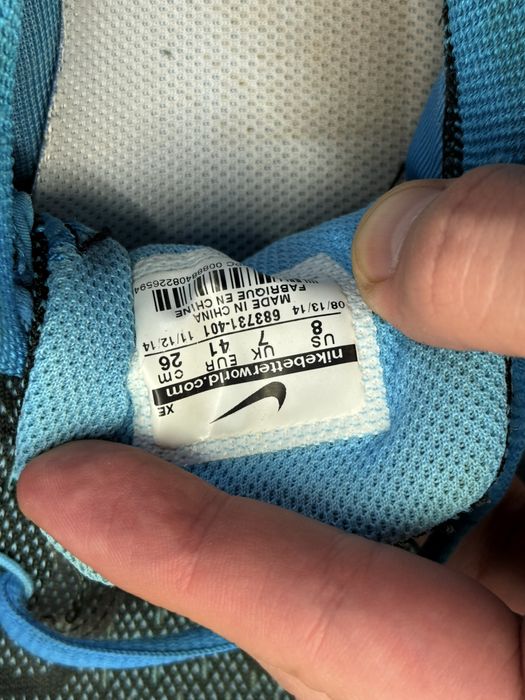 XE
nikebetterworld.com
US UK EUR cm
8 7 41 26
08/13/14 683731-401 11/12/14
MADE IN CHINA
FABRIQUE EN CHINE
00888408226594